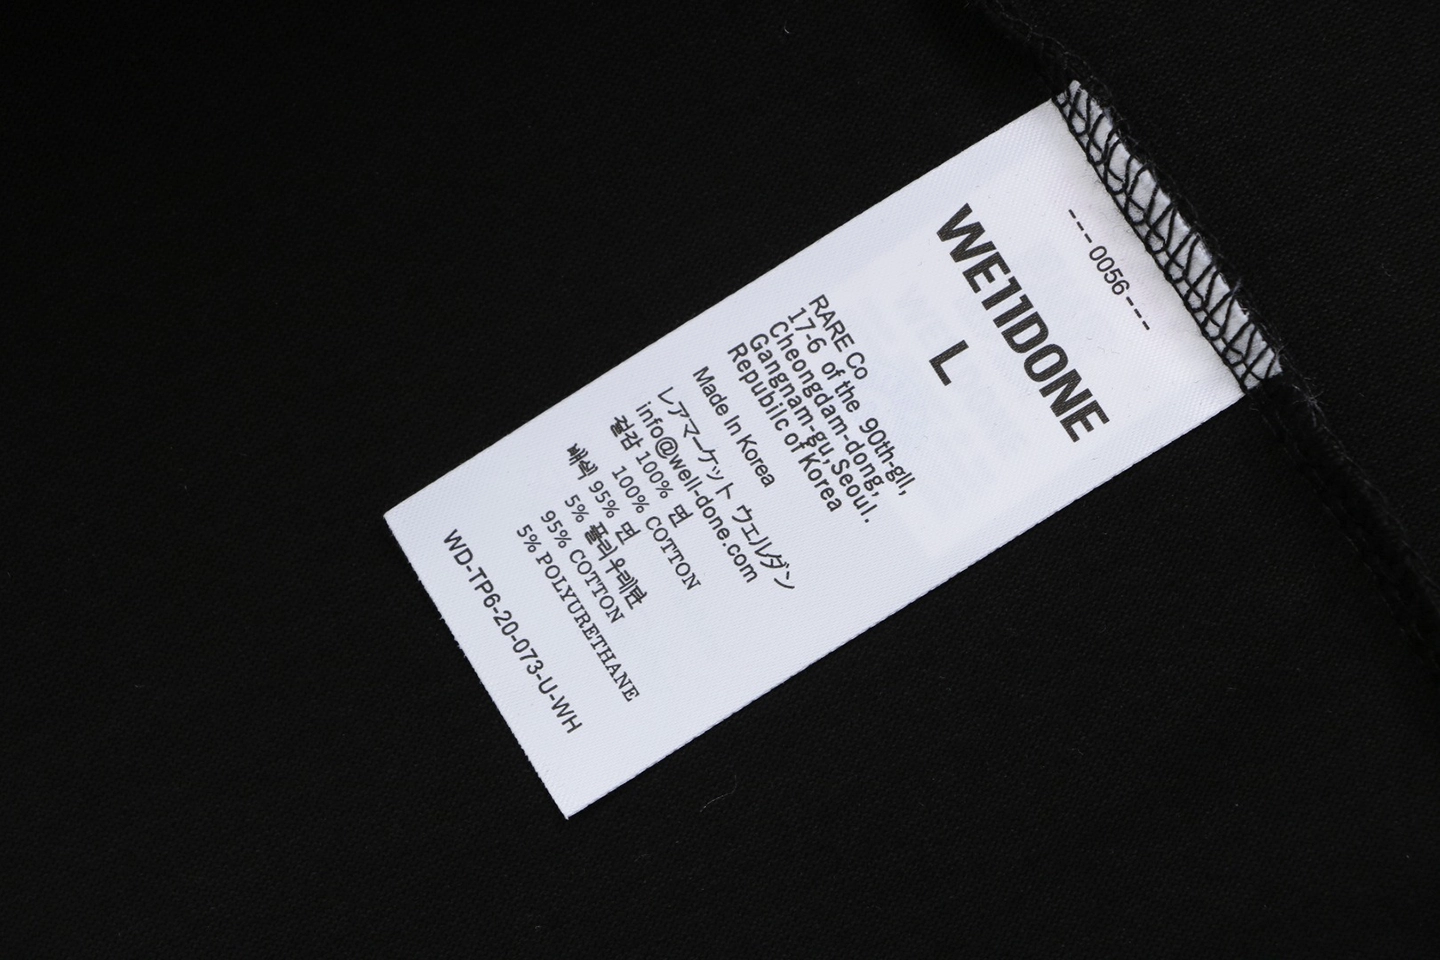 ---0056---
WE11DONE
L
RARE Co
17-6 of the 90th-gil,
Cheongdam-dong,
Gangnam-gu,Seoul.
Republic of Korea
Made In Korea
レアマーケット ウェルダン
info@well-done.com
겉감 100% 면
100% COTTON
배색 95% 면
5% 폴리우레탄
95% COTTON
5% POLYURETHANE
WD-TP6-20-073-U-WH